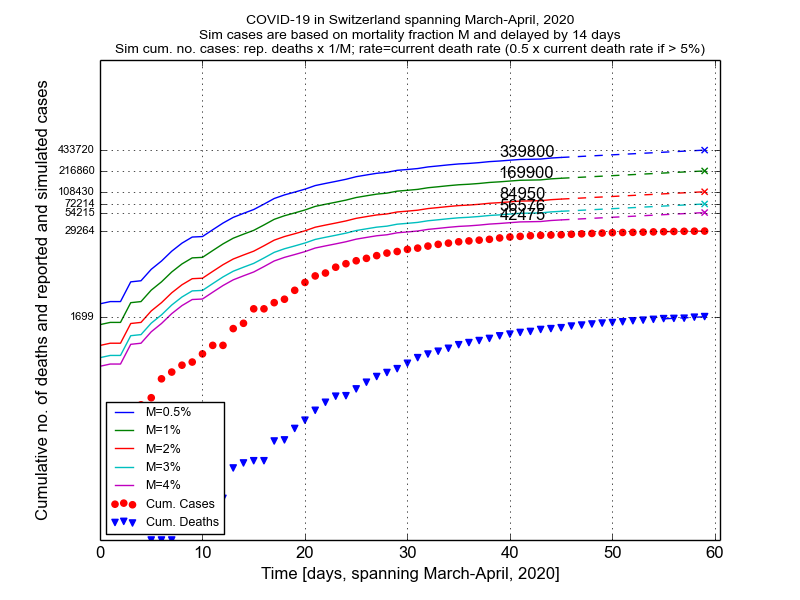 COVID-19 in Switzerland spanning March-April, 2020
Sim cases are based on mortality fraction M and delayed by 14 days
Sim cum. no. cases: rep. deaths x 1/M; rate=current death rate (0.5 x current death rate if > 5%)
Cumulative no. of deaths and reported and simulated cases
433720
216860
108430
72214
54215
29264
1699
339800
169900
84950
56576
42475
M=0.5%
M=1%
M=2%
M=3%
M=4%
Cum. Cases
Cum. Deaths
0 10 20 30 40 50 60
Time [days, spanning March-April, 2020]